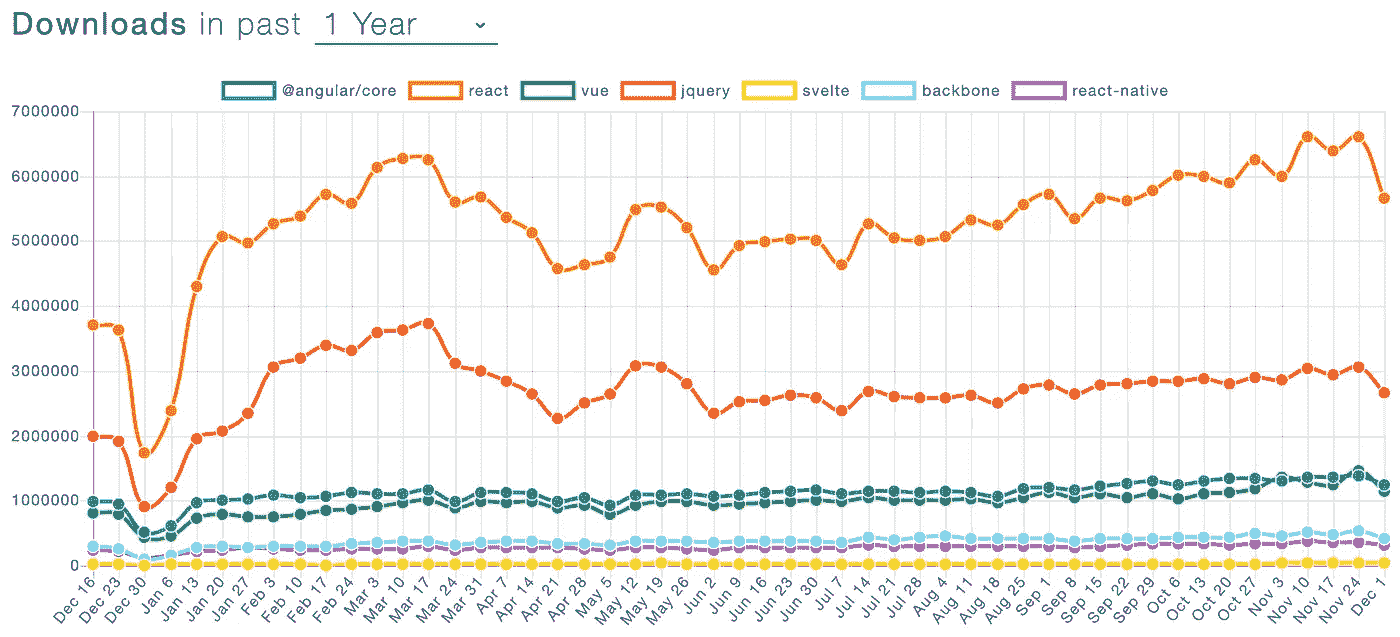 Downloads in past 1 Year
@angular/core react vue jquery svelte backbone react-native
7000000
6000000
5000000
4000000
3000000
2000000
1000000
0
Dec 16 Dec 23 Dec 30 Jan 6 Jan 13 Jan 20 Jan 27 Feb 3 Feb 10 Feb 17 Feb 24 Mar 3 Mar 10 Mar 17 Mar 24 Mar 31 Apr 7 Apr 14 Apr 21 Apr 28 May 5 May 12 May 19 May 26 Jun 2 Jun 9 Jun 16 Jun 23 Jun 30 Jul 7 Jul 14 Jul 21 Jul 28 Aug 4 Aug 11 Aug 18 Aug 25 Sep 1 Sep 8 Sep 15 Sep 22 Sep 29 Oct 6 Oct 13 Oct 20 Oct 27 Nov 3 Nov 10 Nov 17 Nov 24 Dec 1